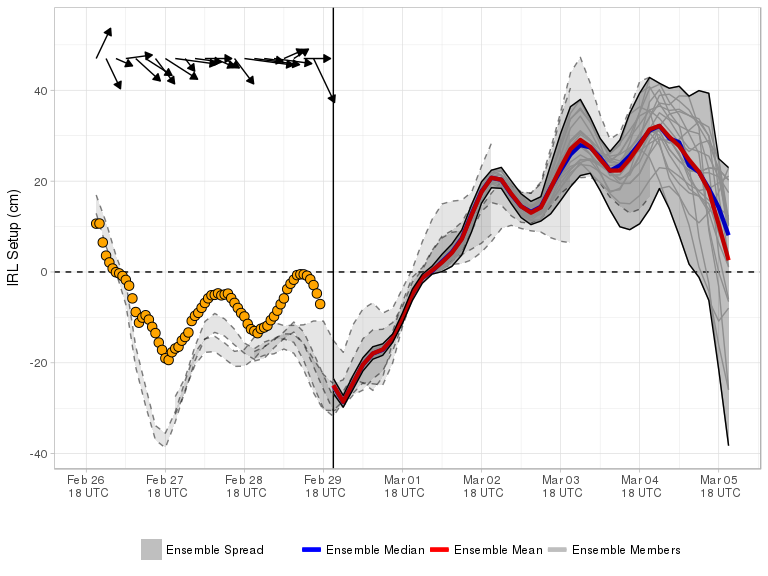 IRL Setup (cm)
40
20
0
-20
-40
Feb 26 Feb 27 Feb 28 Feb 29 Mar 01 Mar 02 Mar 03 Mar 04 Mar 05
18 UTC 18 UTC 18 UTC 18 UTC 18 UTC 18 UTC 18 UTC 18 UTC 18 UTC
Ensemble Spread Ensemble Median Ensemble Mean Ensemble Members